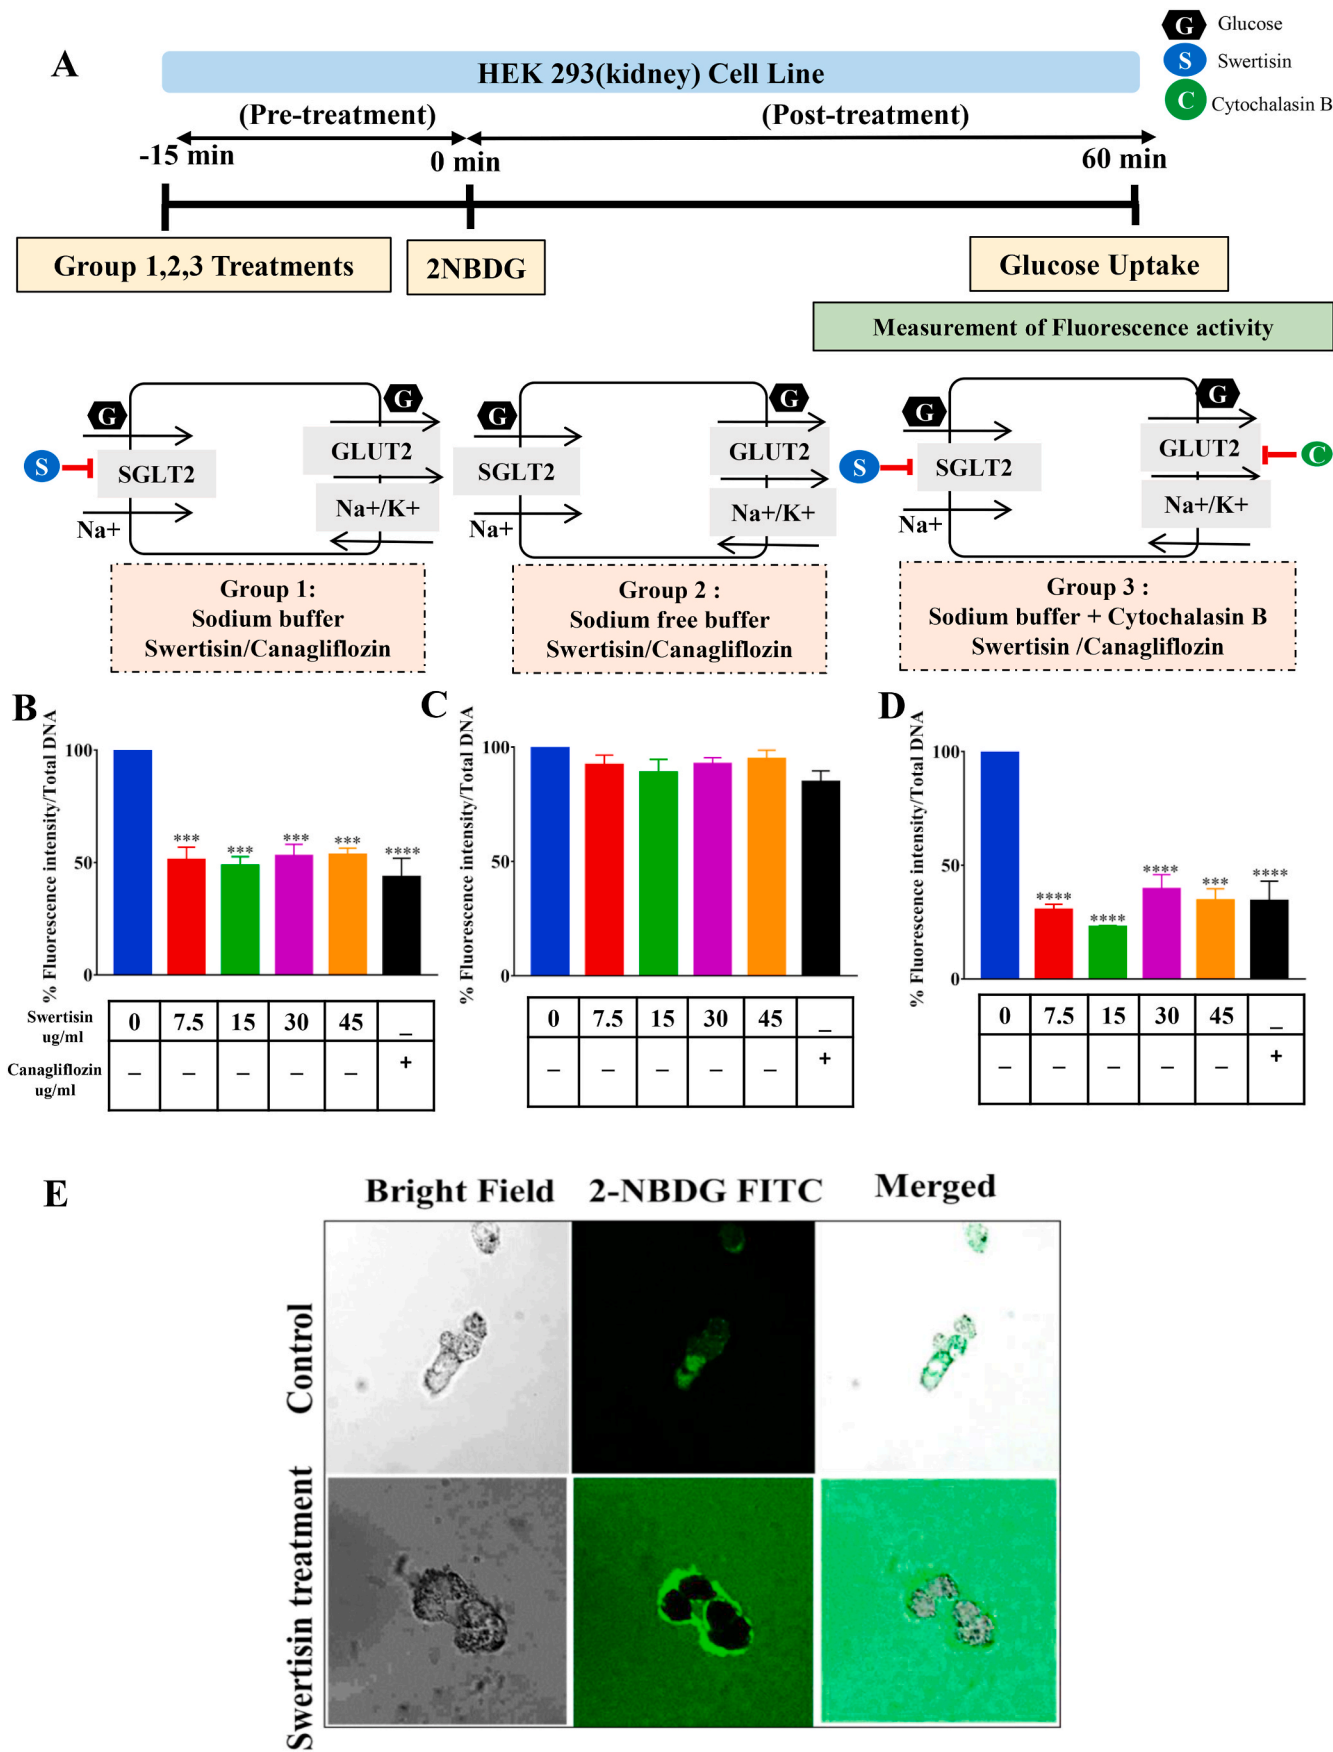 G Glucose
A
HEK 293(kidney) Cell Line
S Swertisin
C Cytochalasin B
(Pre-treatment) (Post-treatment)
-15 min 0 min 60 min
Group 1,2,3 Treatments 2NBDG Glucose Uptake
Measurement of Fluorescence activity
G G
GLUT2
S SGLT2
Na+/K+
Na+
G G
GLUT2
SGLT2
Na+/K+
Na+
G G
GLUT2
S SGLT2 C
Na+/K+
Na+
Group 1:
Sodium buffer
Swertisin/Canagliflozin
Group 2 :
Sodium free buffer
Swertisin/Canagliflozin
Group 3 :
Sodium buffer + Cytochalasin B
Swertisin /Canagliflozin
B
% Fluorescence intensity/Total DNA
100
50
0
*** *** *** *** ****
Swertisin ug/ml 0 7.5 15 30 45 _
Canagliflozin ug/ml – – – – – +
C
% Fluorescence intensity/Total DNA
100
50
0
0 7.5 15 30 45 _
– – – – – +
D
% Fluorescence intensity/Total DNA
100
50
0
**** **** **** *** ****
0 7.5 15 30 45 _
– – – – – +
E
Bright Field 2-NBDG FITC Merged
Control
Swertisin treatment